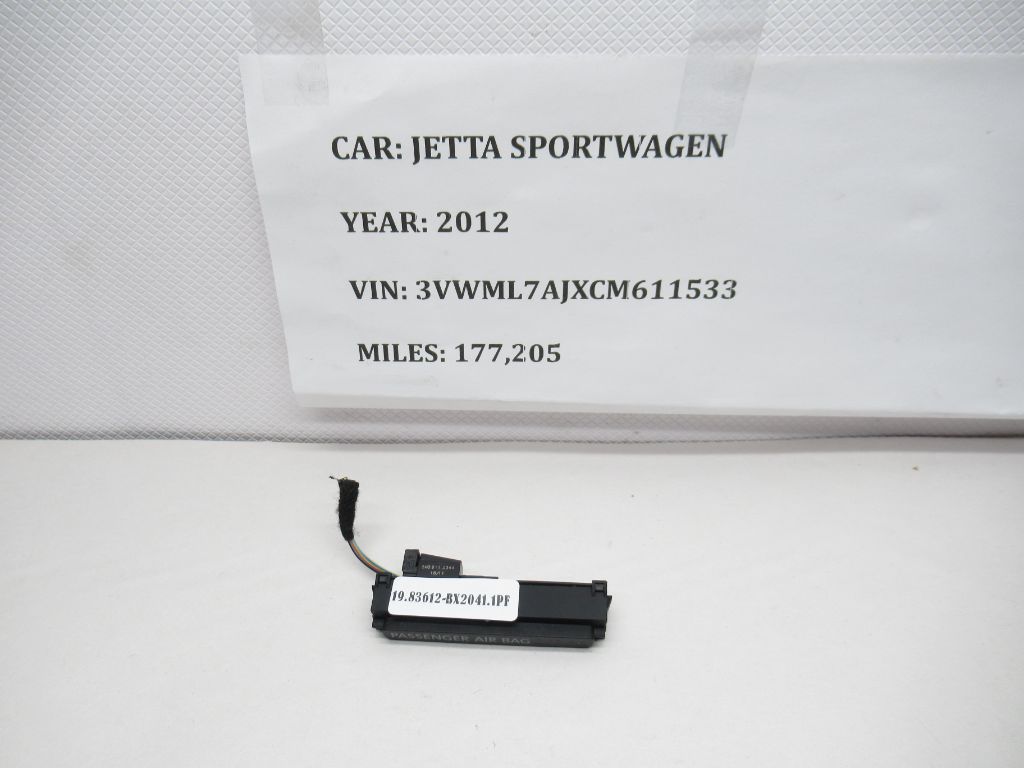 CAR: JETTA SPORTWAGEN
YEAR: 2012
VIN: 3VWML7AJXCM611533
MILES: 177,205
19.83612-BX2041.1PF
PASSENGER AIR BAG